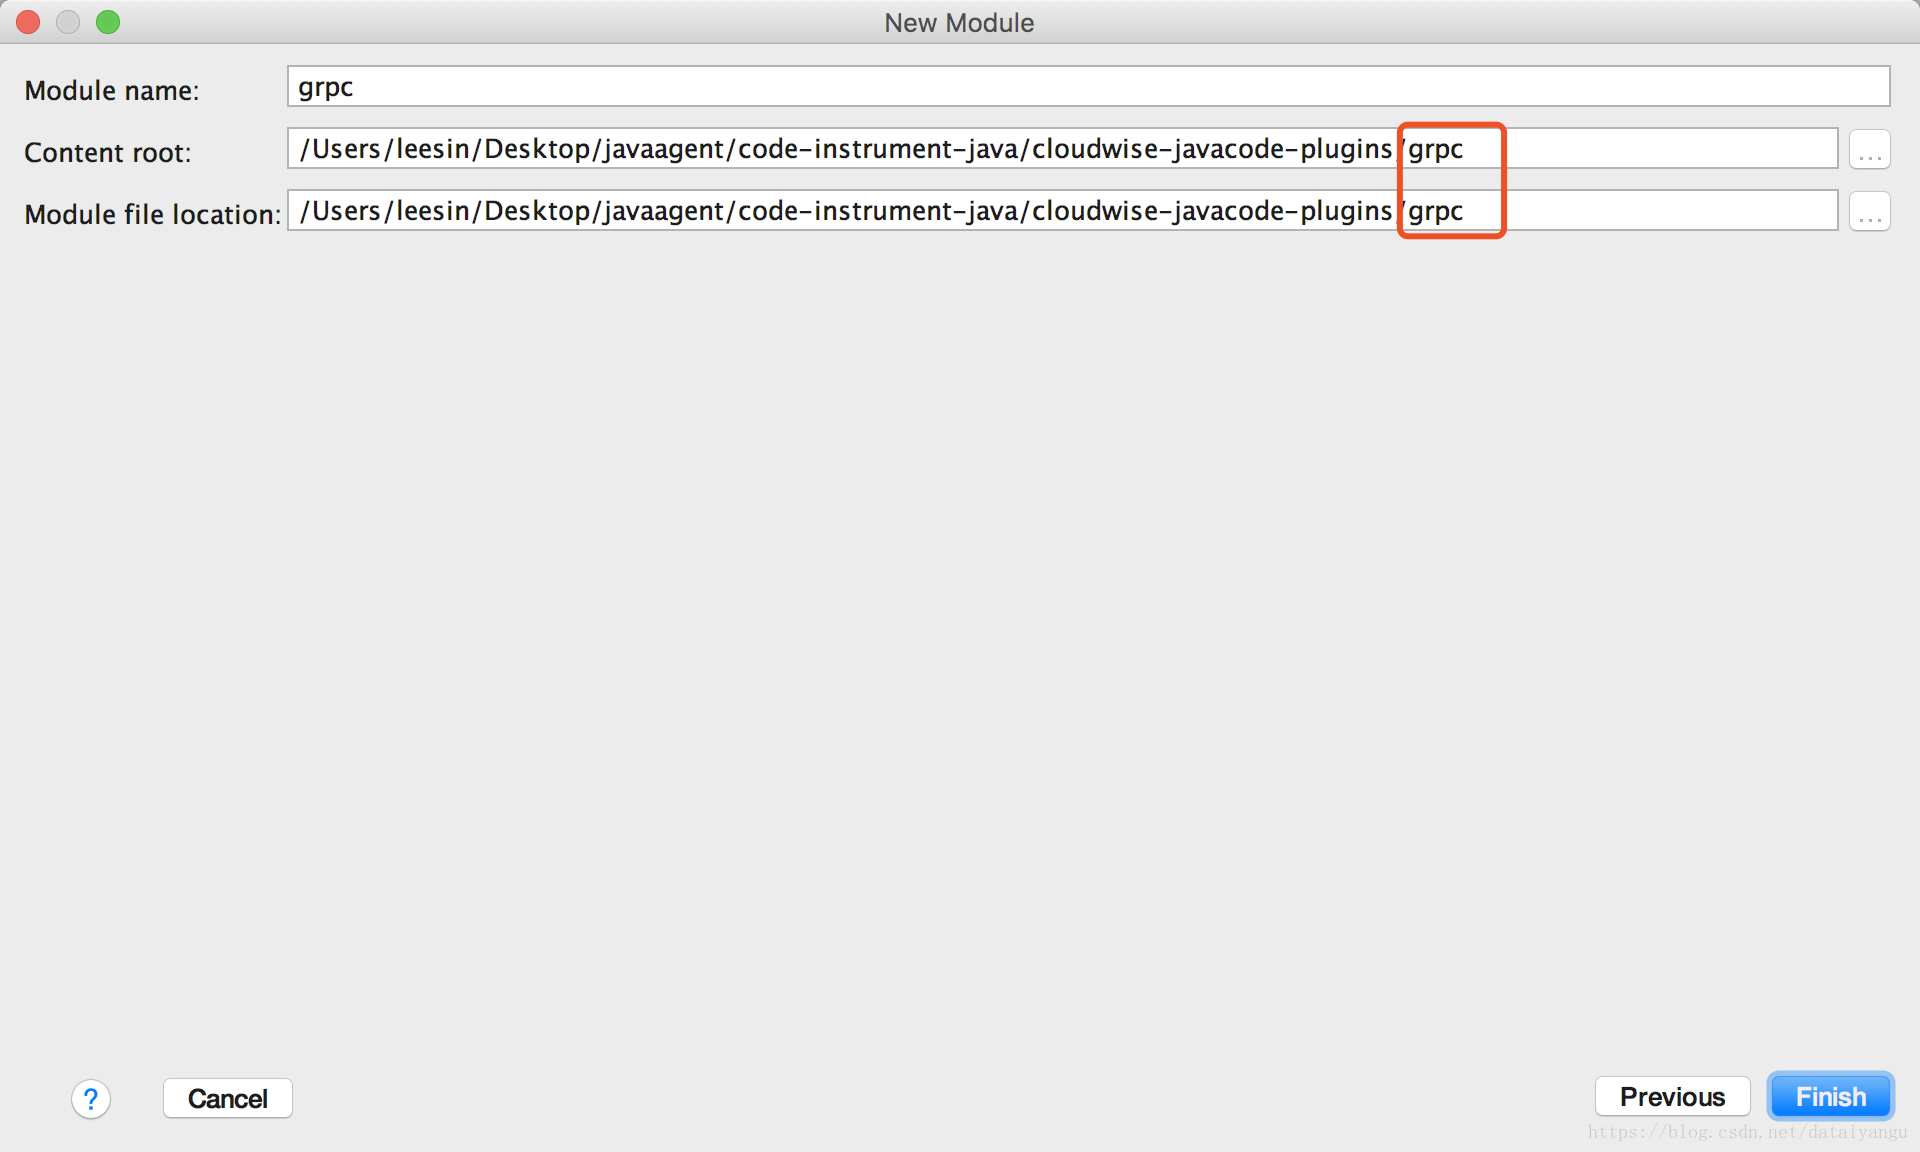 New Module
Module name: grpc
Content root: /Users/leesin/Desktop/javaagent/code-instrument-java/cloudwise-javacode-plugins/grpc ...
Module file location: /Users/leesin/Desktop/javaagent/code-instrument-java/cloudwise-javacode-plugins/grpc ...
? Cancel Previous Finish
https://blog.csdn.net/dataiyangu